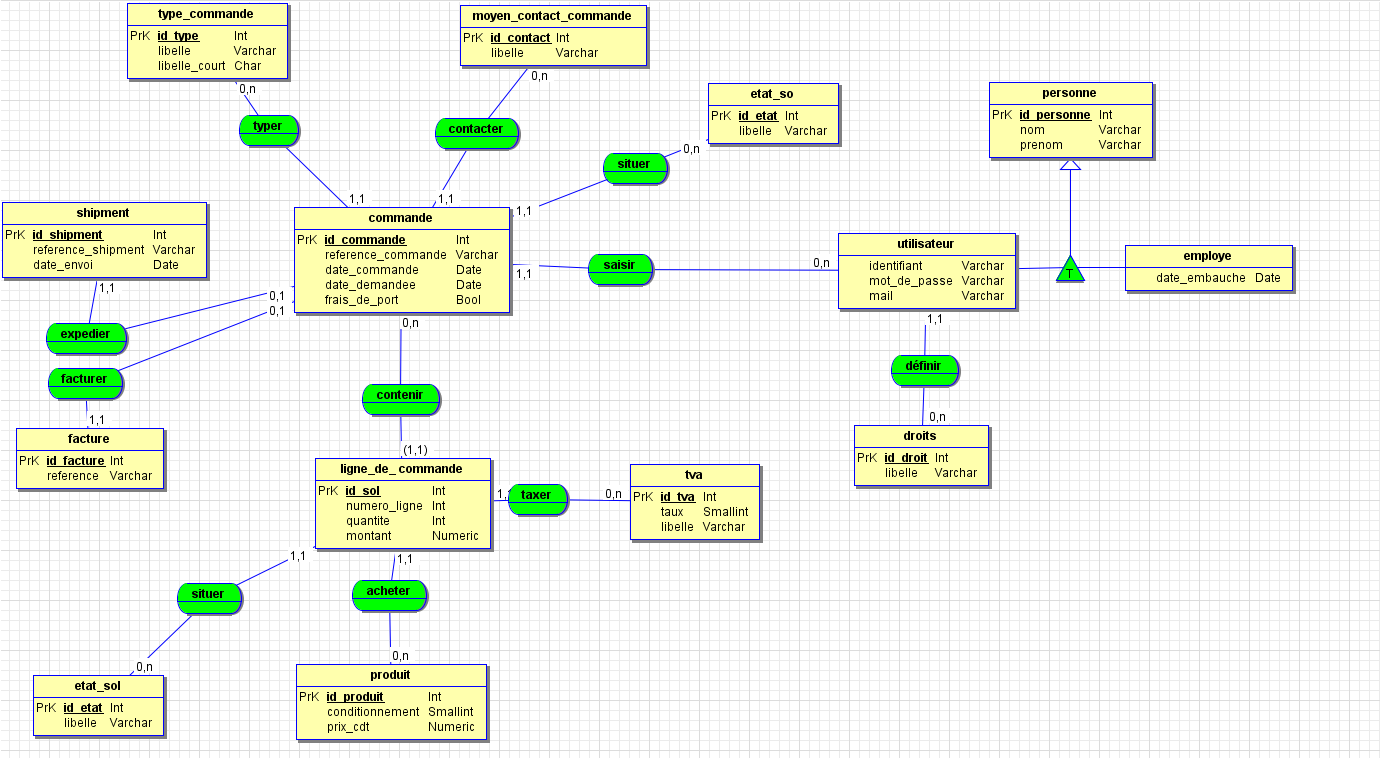 type_commande
PrK id_type Int
libelle Varchar
libelle_court Char
0,n
typer
1,1
moyen_contact_commande
PrK id_contact Int
libelle Varchar
0,n
contacter
1,1
etat_so
PrK id_etat Int
libelle Varchar
0,n
situer
1,1
personne
PrK id_personne Int
nom Varchar
prenom Varchar
shipment
PrK id_shipment Int
reference_shipment Varchar
date_envoi Date
1,1
expedier
0,1
commande
PrK id_commande Int
reference_commande Varchar
date_commande Date
date_demandee Date
frais_de_port Bool
1,1
saisir
0,n
utilisateur
identifiant Varchar
mot_de_passe Varchar
mail Varchar
T
employe
date_embauche Date
0,1
facturer
1,1
facture
PrK id_facture Int
reference Varchar
0,n
contenir
(1,1)
1,1
définir
0,n
droits
PrK id_droit Int
libelle Varchar
ligne_de_commande
PrK id_sol Int
numero_ligne Int
quantite Int
montant Numeric
1,1
taxer
0,n
tva
PrK id_tva Int
taux Smallint
libelle Varchar
1,1
situer
0,n
etat_sol
PrK id_etat Int
libelle Varchar
1,1
acheter
0,n
produit
PrK id_produit Int
conditionnement Smallint
prix_cdt Numeric